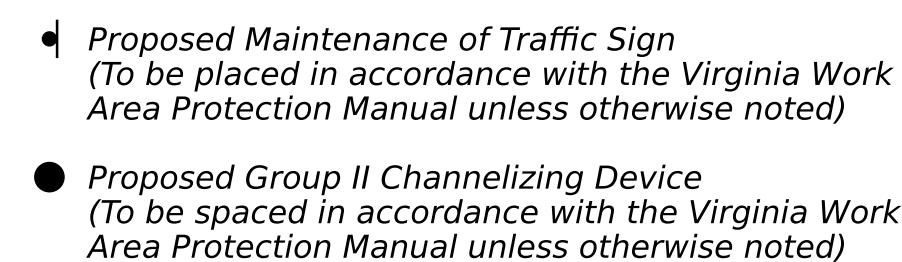 Proposed Maintenance of Traffic Sign
(To be placed in accordance with the Virginia Work
Area Protection Manual unless otherwise noted)
Proposed Group II Channelizing Device
(To be spaced in accordance with the Virginia Work
Area Protection Manual unless otherwise noted)